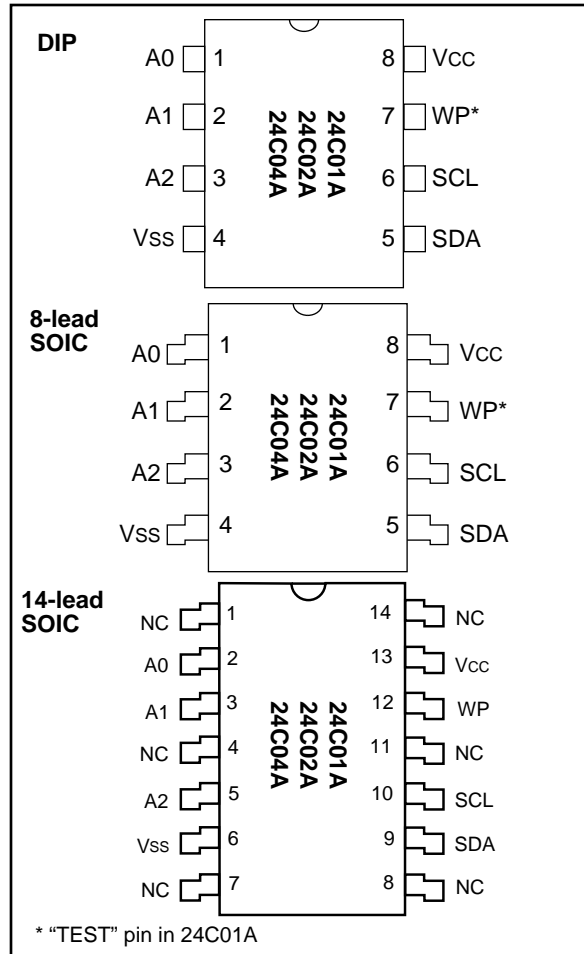 DIP
A0 1 8 VCC
A1 2 7 WP*
A2 3 6 SCL
VSS 4 5 SDA
24C01A
24C02A
24C04A
8-lead
SOIC
A0 1 8 VCC
A1 2 7 WP*
A2 3 6 SCL
VSS 4 5 SDA
24C01A
24C02A
24C04A
14-lead
SOIC
NC 1 14 NC
A0 2 13 VCC
A1 3 12 WP
NC 4 11 NC
A2 5 10 SCL
VSS 6 9 SDA
NC 7 8 NC
24C01A
24C02A
24C04A
* “TEST” pin in 24C01A